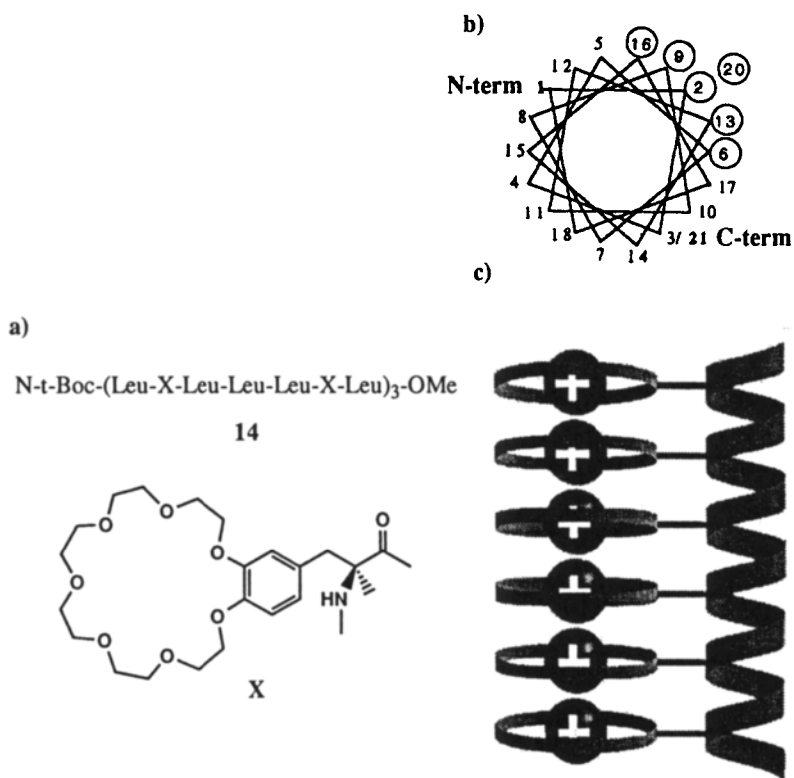 b)
5 16
12 9 20
N-term 1 2
8 13
15 6
4 17
11 10
18 3/ 21 C-term
7 14
c)
a)
N-t-Boc-(Leu-X-Leu-Leu-Leu-X-Leu)3-OMe
14
O O
O O O
HN
O O
O O
X
+
+
+
+
+
+